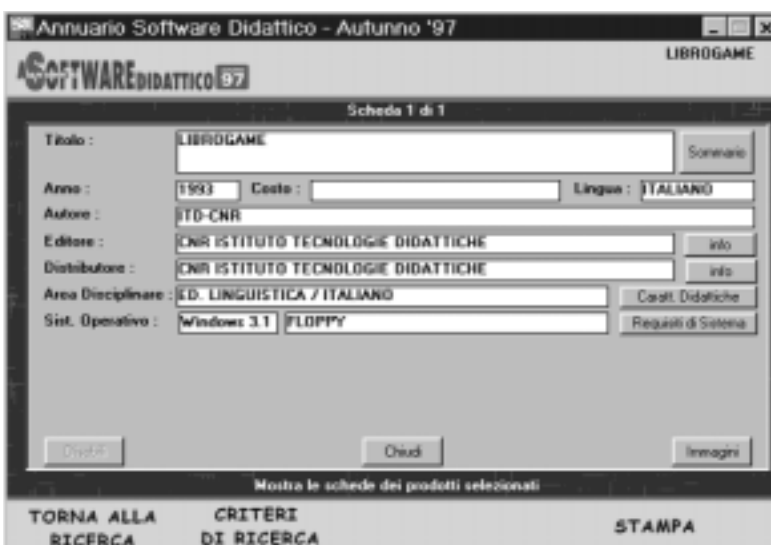 Annuario Software Didattico - Autunno '97
LIBROGAME
ASOFTWARE DIDATTICO 97
Scheda 1 di 1
Titolo : LIBROGAME Sommario
Anno : 1993 Costo : Lingua : ITALIANO
Autore : ITD-CNR
Editore : CNR ISTITUTO TECNOLOGIE DIDATTICHE info
Distributore : CNR ISTITUTO TECNOLOGIE DIDATTICHE info
Area Disciplinare : ED. LINGUISTICA / ITALIANO Caratt. Didattiche
Sist. Operativo : Windows 3.1 FLOPPY Requisiti di Sistema
Chiudi Immagini
Mostra le schede dei prodotti selezionati
TORNA ALLA RICERCA
CRITERI DI RICERCA
STAMPA